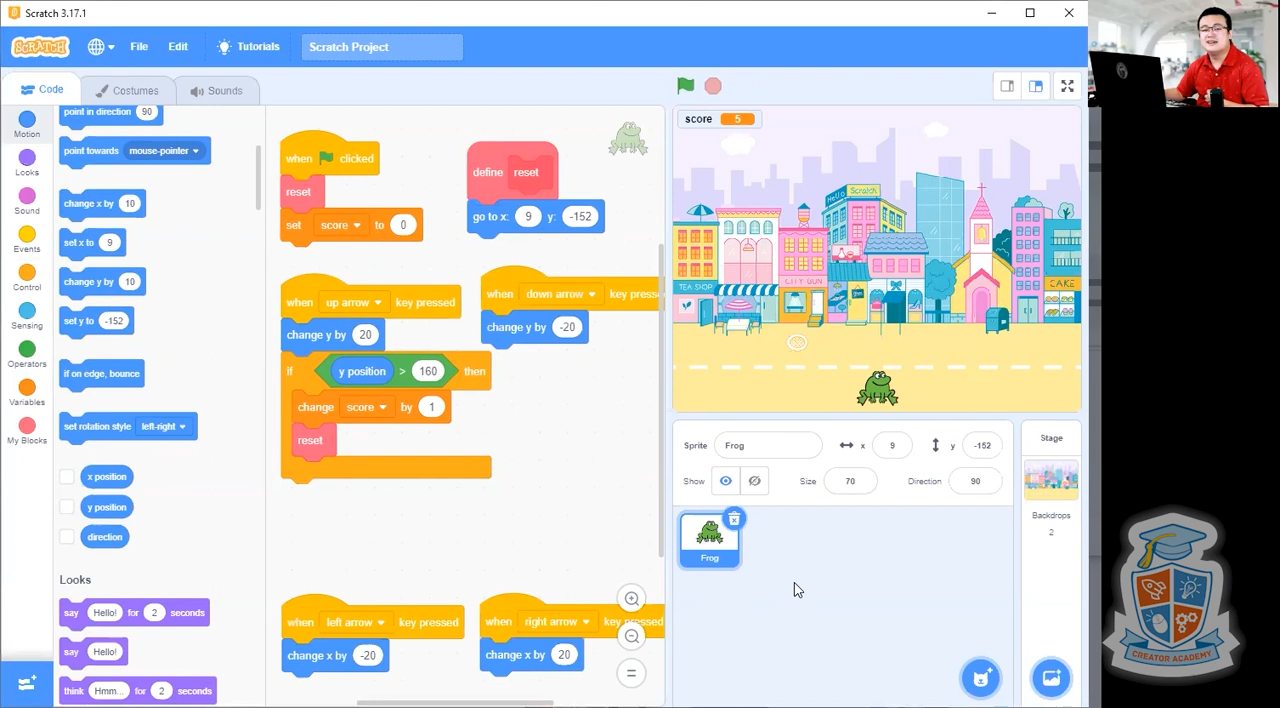 Scratch 3.17.1
SCRATCH
File
Edit
Tutorials
Scratch Project
Code
Costumes
Sounds
Motion
Looks
Sound
Events
Control
Sensing
Operators
Variables
My Blocks
point in direction 90
point towards mouse-pointer
change x by 10
set x to 9
change y by 10
set y to -152
if on edge, bounce
set rotation style left-right
x position
y position
direction
Looks
say Hello! for 2 seconds
say Hello!
think Hmm... for 2 seconds
when clicked
reset
set score to 0
define reset
go to x: 9 y: -152
when up arrow key pressed
change y by 20
if y position > 160 then
change score by 1
reset
when down arrow key presse
change y by -20
when left arrow key pressed
change x by -20
when right arrow key pressed
change x by 20
score 5
Hello Scratch
TEA SHOP
CITY GUN
CAKE
Sprite Frog x 9 y -152
Show Size 70 Direction 90
Frog
Stage
Backdrops
2
CREATOR ACADEMY